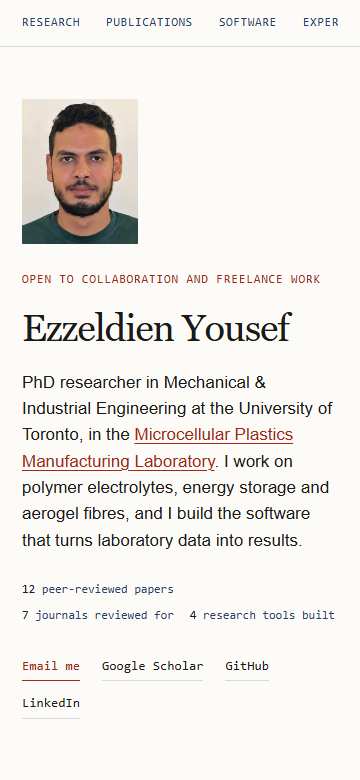 RESEARCH PUBLICATIONS SOFTWARE EXPER
OPEN TO COLLABORATION AND FREELANCE WORK
Ezzeldien Yousef
PhD researcher in Mechanical &
Industrial Engineering at the University of
Toronto, in the Microcellular Plastics
Manufacturing Laboratory. I work on
polymer electrolytes, energy storage and
aerogel fibres, and I build the software
that turns laboratory data into results.
12 peer-reviewed papers
7 journals reviewed for 4 research tools built
Email me Google Scholar GitHub
LinkedIn